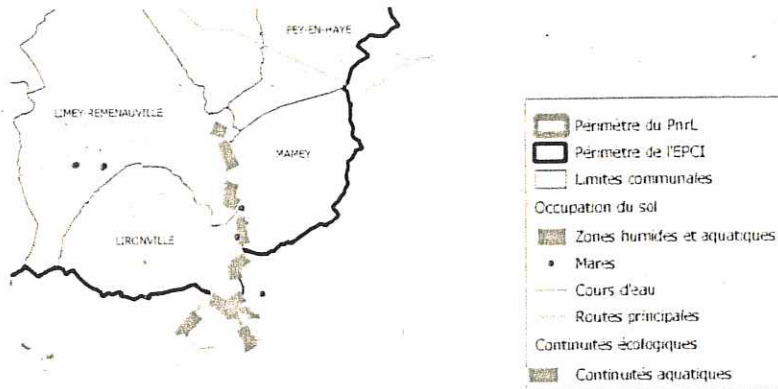 FEY-EN-HAYE
LIMEY-REMENAUVILLE
MAMEY
LIRONVILLE
Périmètre du PnrL
Périmètre de l'EPCI
Limites communales
Occupation du sol
Zones humides et aquatiques
Mares
Cours d'eau
Routes principales
Continuités écologiques
Continuités aquatiques